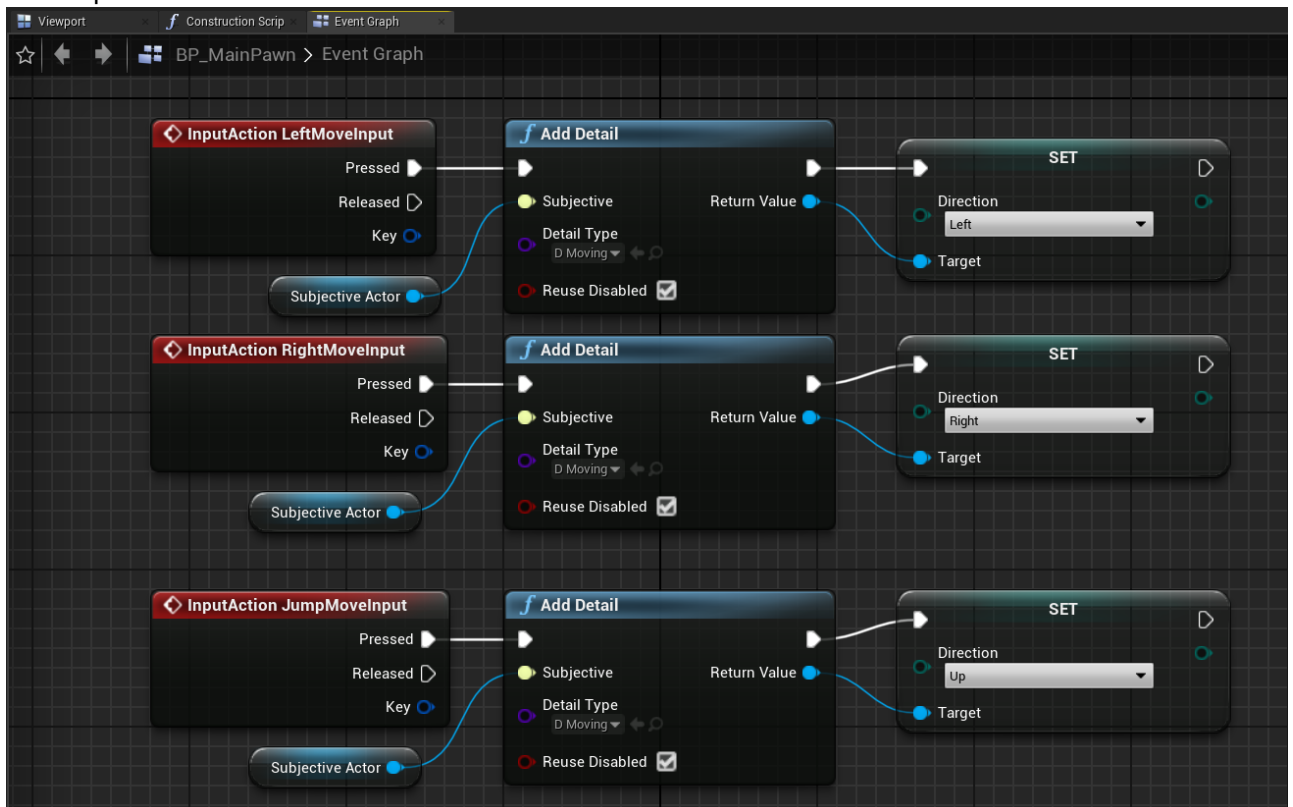 Viewport
Construction Scrip
Event Graph
BP_MainPawn > Event Graph
InputAction LeftMoveInput
Pressed
Released
Key
Subjective Actor
f Add Detail
Subjective
Return Value
Detail Type
D Moving
Reuse Disabled
SET
Direction
Left
Target
InputAction RightMoveInput
Pressed
Released
Key
Subjective Actor
f Add Detail
Subjective
Return Value
Detail Type
D Moving
Reuse Disabled
SET
Direction
Right
Target
InputAction JumpMoveInput
Pressed
Released
Key
Subjective Actor
f Add Detail
Subjective
Return Value
Detail Type
D Moving
Reuse Disabled
SET
Direction
Up
Target